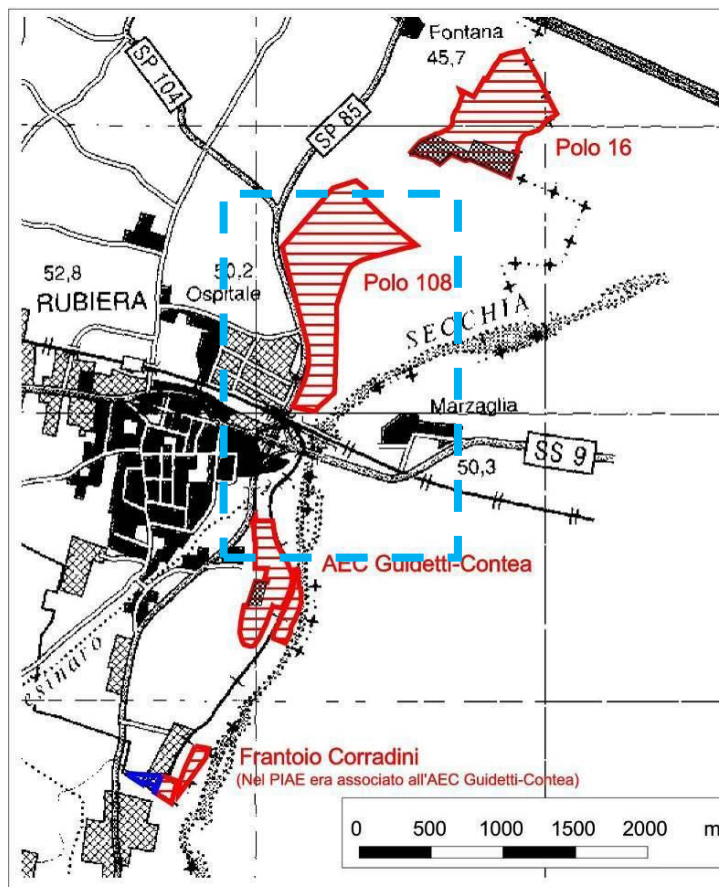 Fontana
45,7
SP 104
SP 85
Polo 16
52,8
50,2
Ospitale
RUBIERA
Polo 108
SECCHIA
Marzaglia
SS 9
50,3
AEC Guidetti-Contea
esinaro
Frantoio Corradini
(Nel PIAE era associato all'AEC Guidetti-Contea)
0 500 1000 1500 2000 m